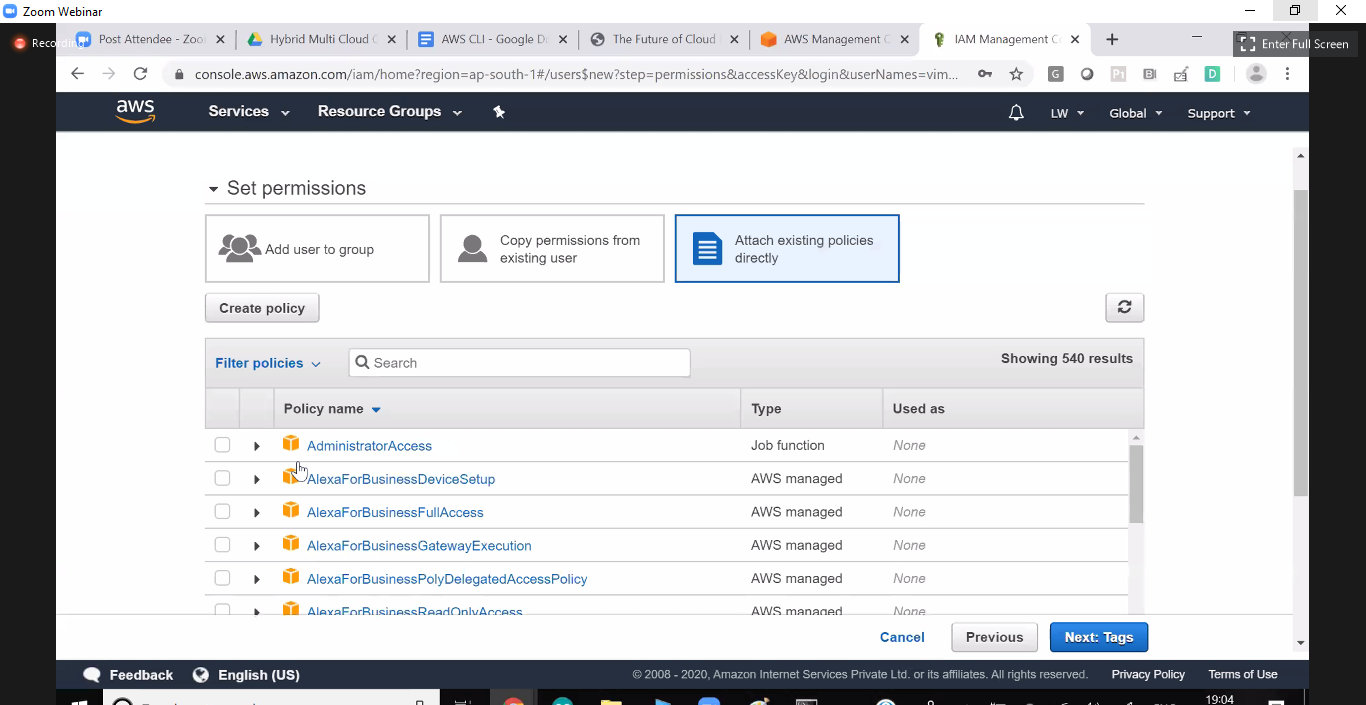 Zoom Webinar
Recording
Post Attendee - Zoo
Hybrid Multi Cloud C
AWS CLI - Google D
The Future of Cloud
AWS Management C
IAM Management C
Enter Full Screen
console.aws.amazon.com/iam/home?region=ap-south-1#/users$new?step=permissions&accessKey&login&userNames=vim...
aws
Services
Resource Groups
LW
Global
Support
Set permissions
Add user to group
Copy permissions from
existing user
Attach existing policies
directly
Create policy
Filter policies
Search
Showing 540 results
Policy name
Type
Used as
AdministratorAccess
Job function
None
AlexaForBusinessDeviceSetup
AWS managed
None
AlexaForBusinessFullAccess
AWS managed
None
AlexaForBusinessGatewayExecution
AWS managed
None
AlexaForBusinessPolyDelegatedAccessPolicy
AWS managed
None
AlexaForBusinessReadOnlyAccess
AWS managed
None
Cancel
Previous
Next: Tags
Feedback
English (US)
© 2008 - 2020, Amazon Internet Services Private Ltd. or its affiliates. All rights reserved.
Privacy Policy
Terms of Use
19:04